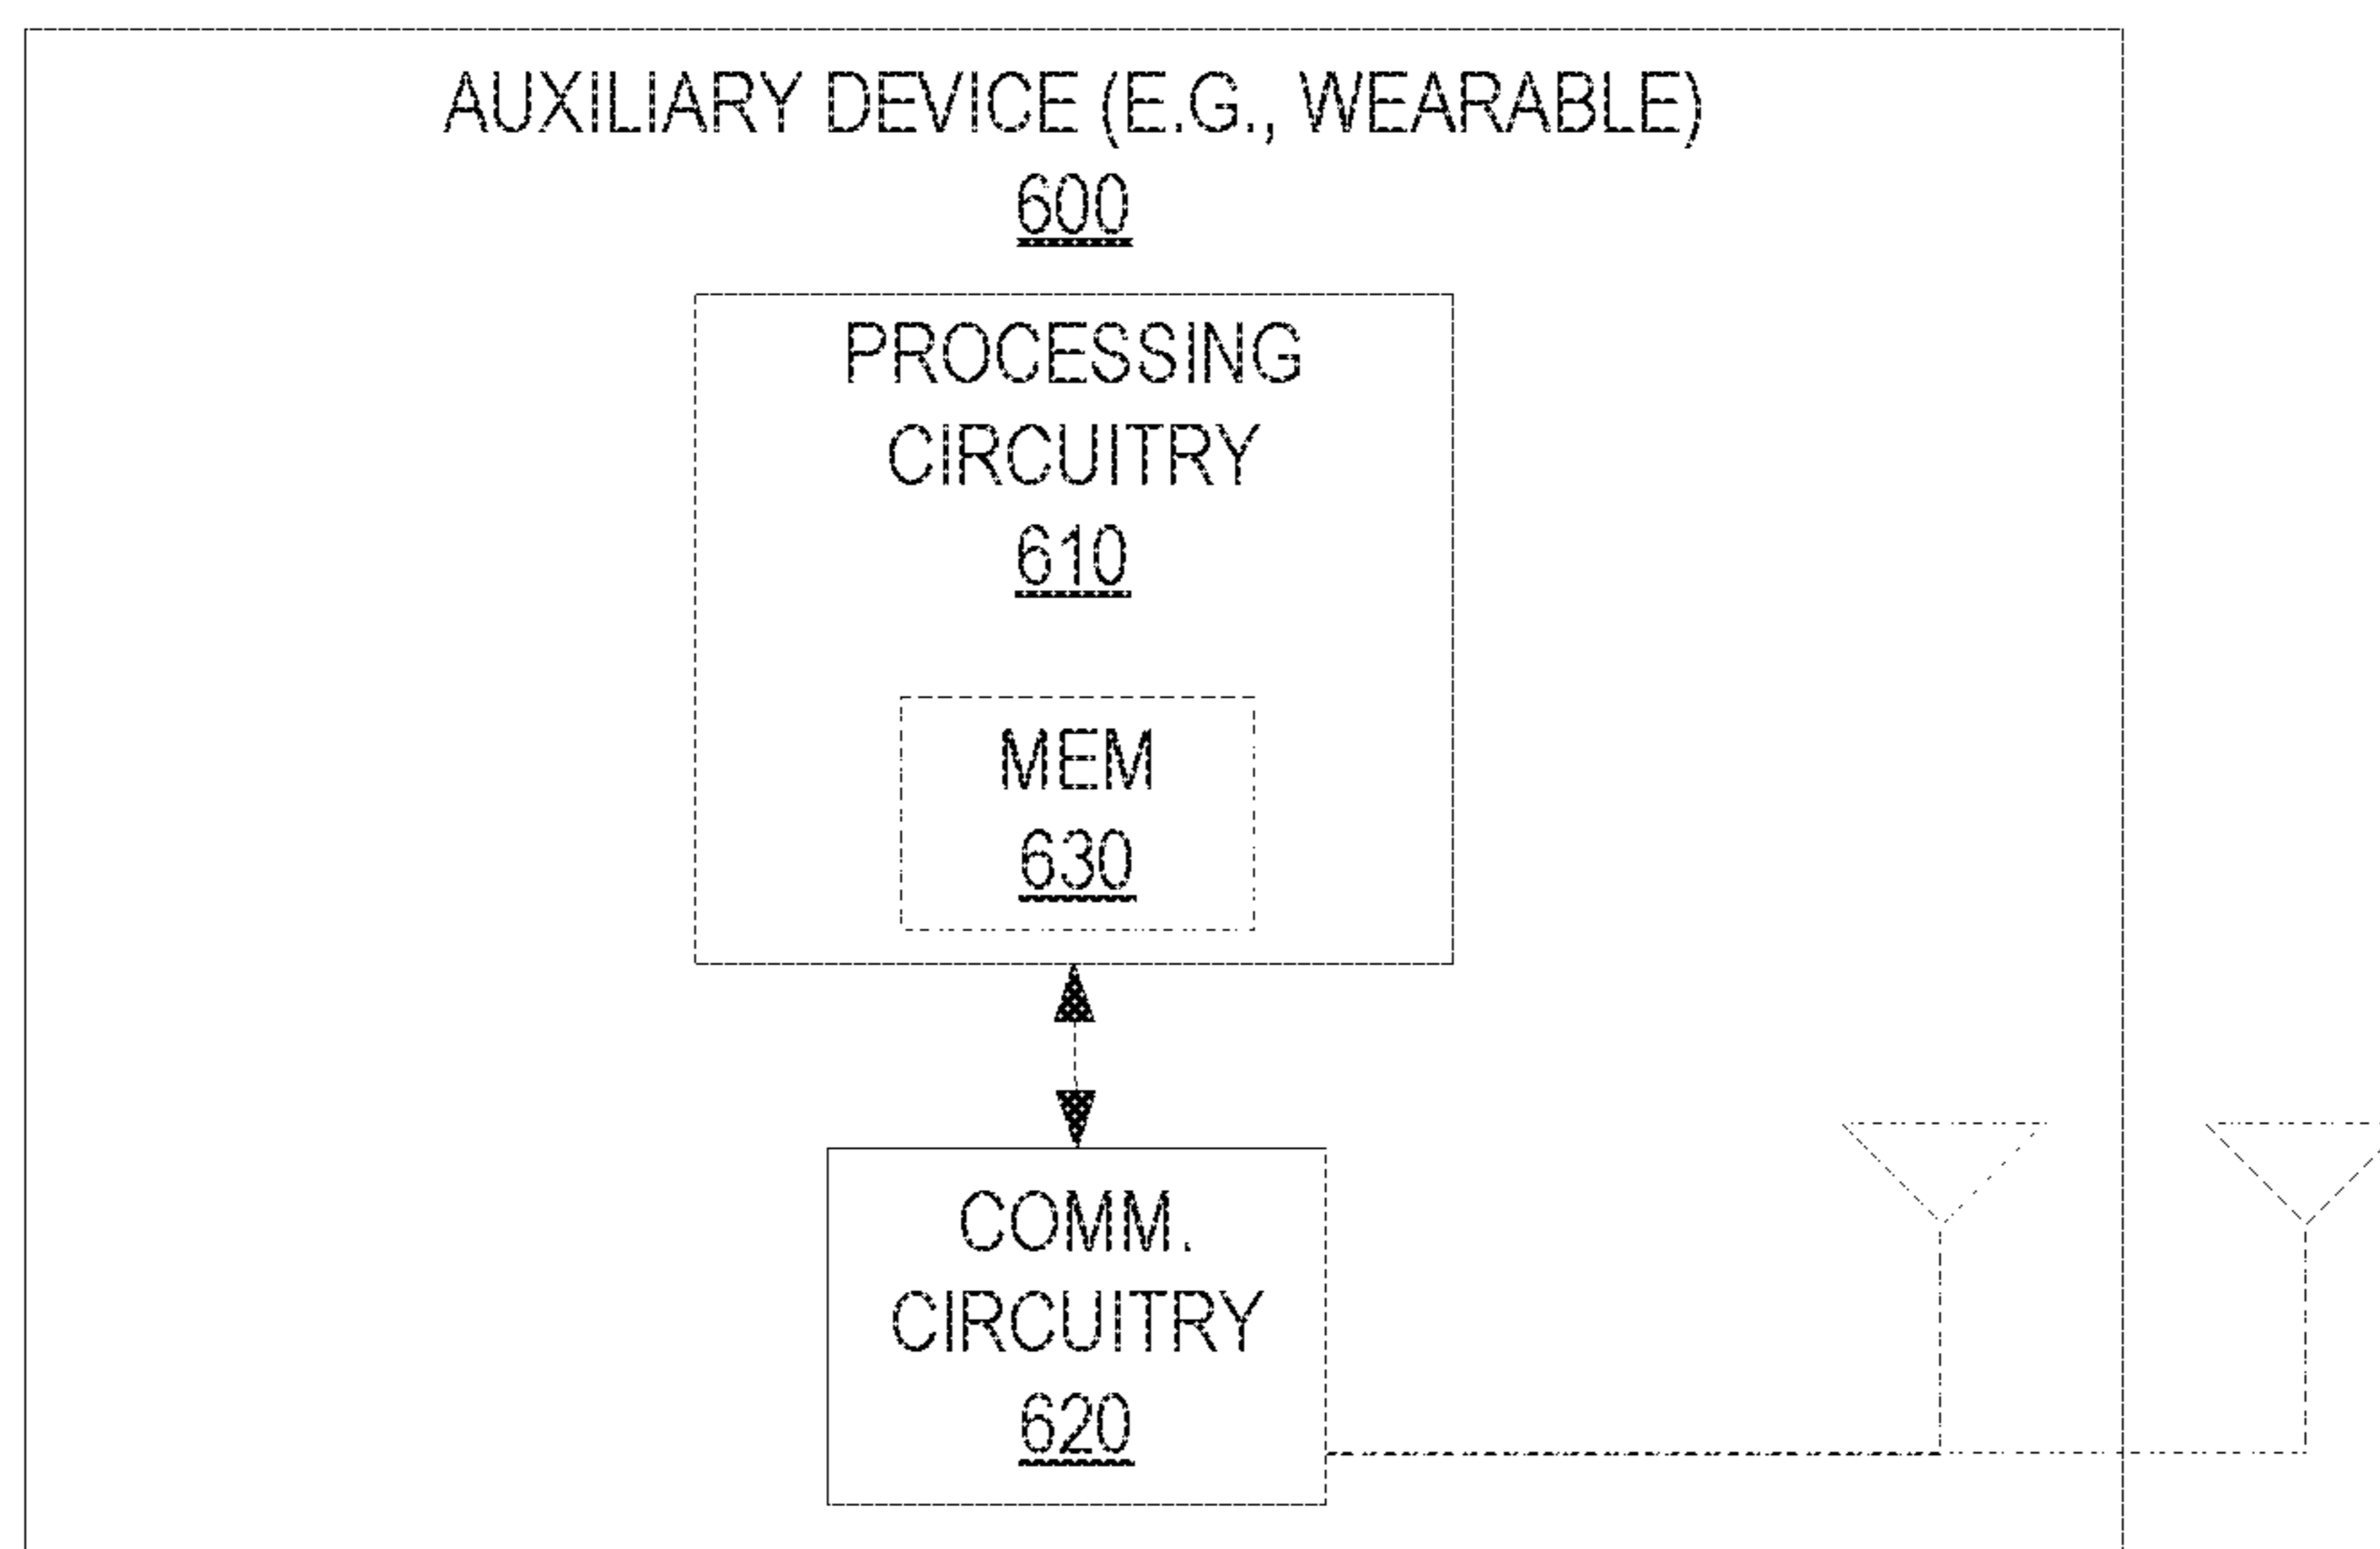 AUXILIARY DEVICE (E.G., WEARABLE)
600
PROCESSING
CIRCUITRY
610
MEM
630
COMM.
CIRCUITRY
620